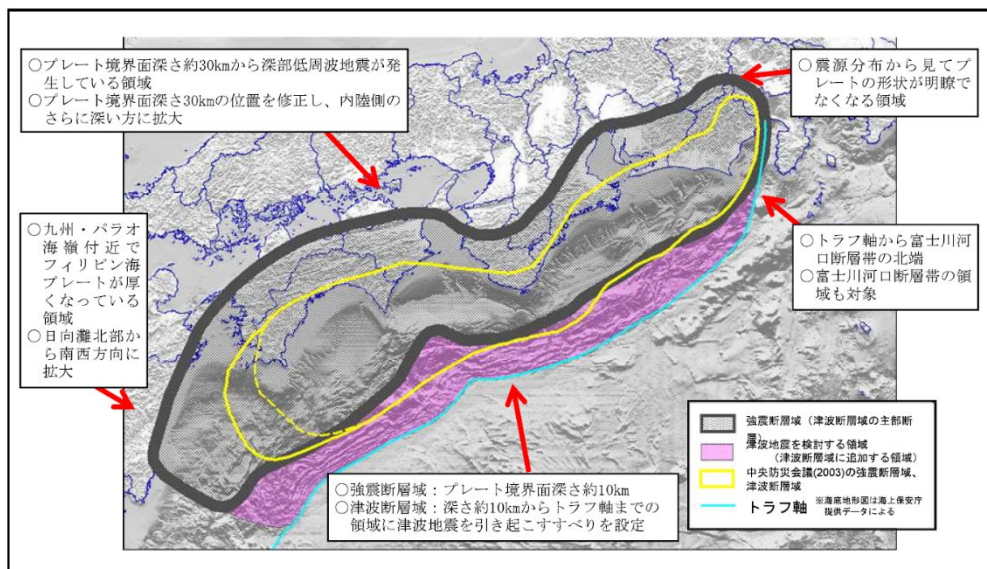 ○プレート境界面深さ約30kmから深部低周波地震が発
生している領域
○プレート境界面深さ30kmの位置を修正し、内陸側の
さらに深い方に拡大
○震源分布から見てプ
レートの形状が明瞭で
なくなる領域
○九州・パラオ
海嶺付近で
フィリピン海
プレートが厚
くなっている
領域
○日向灘北部か
ら南西方向に
拡大
○トラフ軸から富士川河
口断層帯の北端
○富士川河口断層帯の領
域も対象
○強震断層域：プレート境界面深さ約10km
○津波断層域：深さ約10kmからトラフ軸までの
領域に津波地震を引き起こすすべりを設定
強震断層域（津波断層域の主部断
層）
津波地震を検討する領域
（津波断層域に追加する領域）
中央防災会議(2003)の強震断層域、
津波断層域
トラフ軸
※海底地形図は海上保安庁
提供データによる